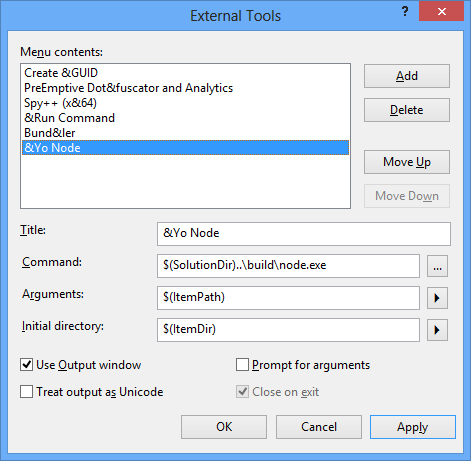 External Tools
?
Menu contents:
Create &GUID
PreEmptive Dot&fuscator and Analytics
Spy++ (x&64)
&Run Command
Bund&ler
&Yo Node
Add
Delete
Move Up
Move Down
Title:
&Yo Node
Command:
$(SolutionDir)..\build\node.exe
...
Arguments:
$(ItemPath)
Initial directory:
$(ItemDir)
Use Output window
Prompt for arguments
Treat output as Unicode
Close on exit
OK
Cancel
Apply